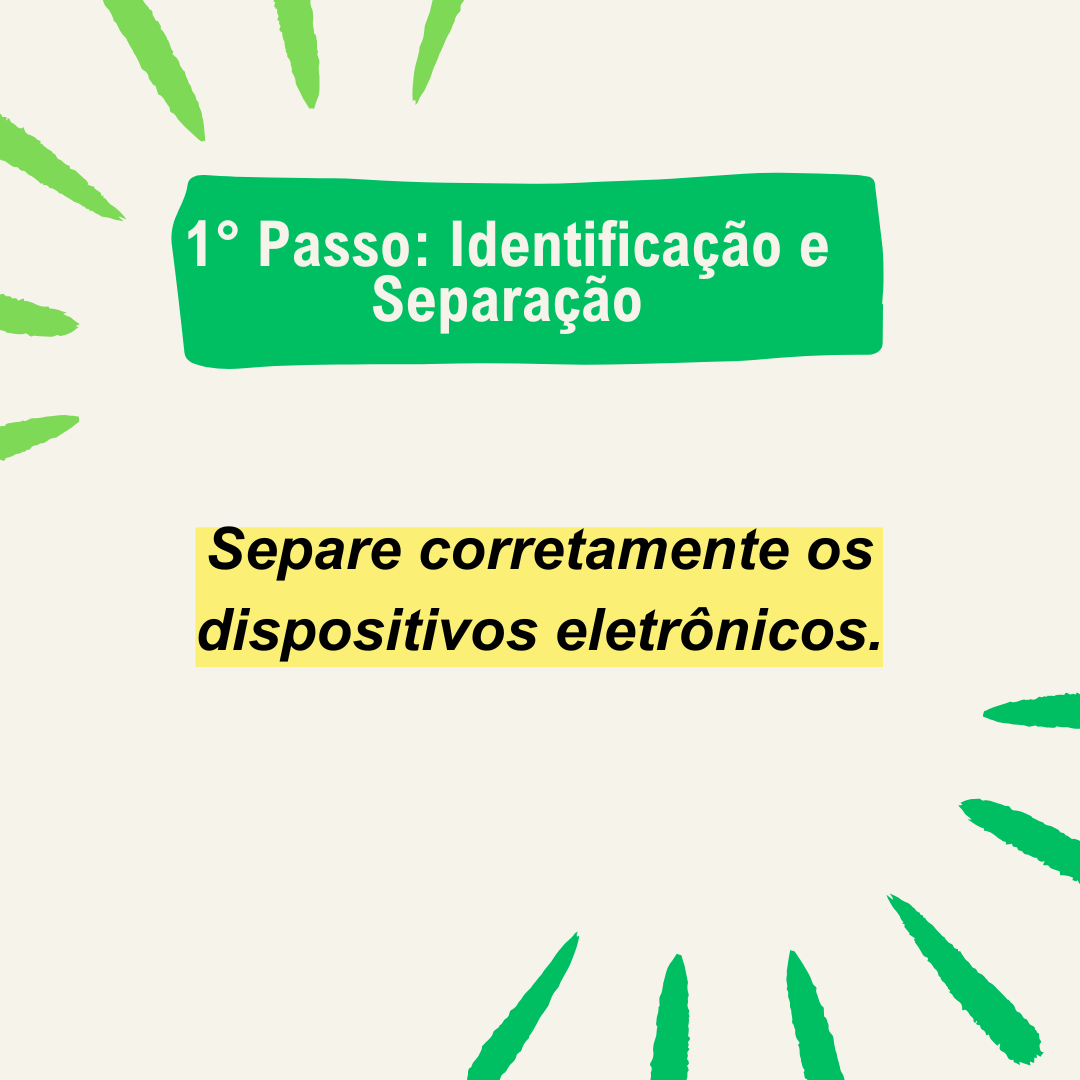 1° Passo: Identificação e
Separação
Separe corretamente os
dispositivos eletrônicos.